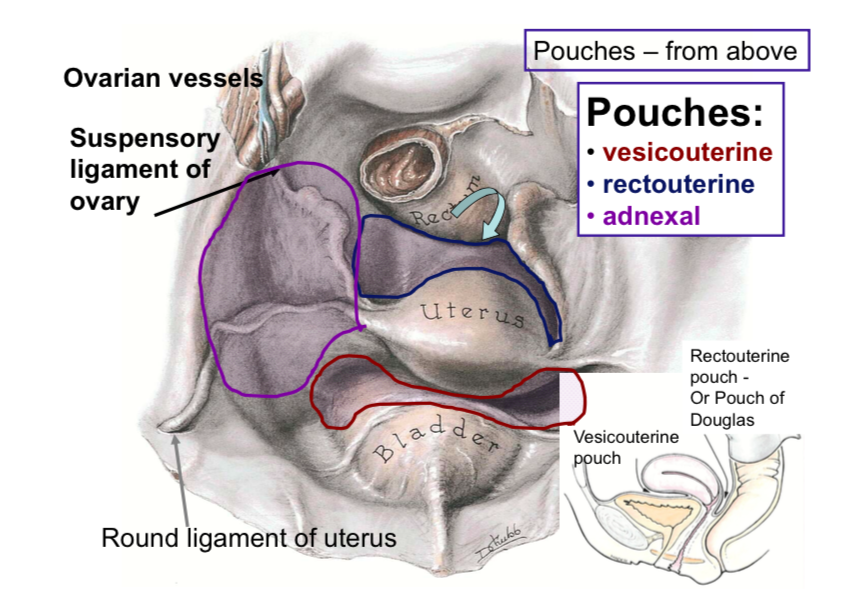 Pouches – from above
Ovarian vessels
Suspensory
ligament of
ovary
Pouches:
• vesicouterine
• rectouterine
• adnexal
Rectum
Uterus
Bladder
Rectouterine
pouch -
Or Pouch of
Douglas
Vesicouterine
pouch
Round ligament of uterus